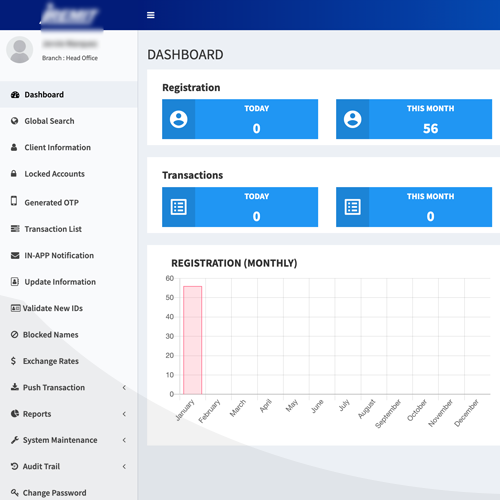 Branch : Head Office
Dashboard
Global Search
Client Information
Locked Accounts
Generated OTP
Transaction List
IN-APP Notification
Update Information
Validate New IDs
Blocked Names
Exchange Rates
Push Transaction
Reports
System Maintenance
Audit Trail
Change Password
DASHBOARD
Registration
TODAY
0
THIS MONTH
56
Transactions
TODAY
0
THIS MONTH
0
REGISTRATION (MONTHLY)
60
50
40
30
20
10
0
January
February
March
April
May
June
July
August
September
October
November
December